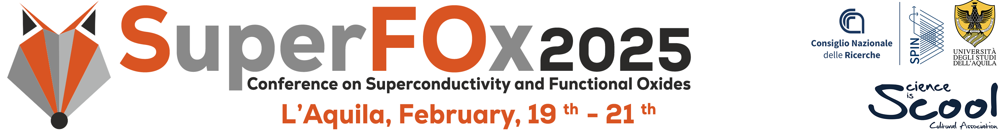 SuperFOx2025
Conference on Superconductivity and Functional Oxides
L’Aquila, February, 19 th - 21 th
Consiglio Nazionale
delle Ricerche
SPIN
UNIVERSITÀ
DEGLI STUDI
DELL’AQUILA
Science
is
Scool
Cultural Association